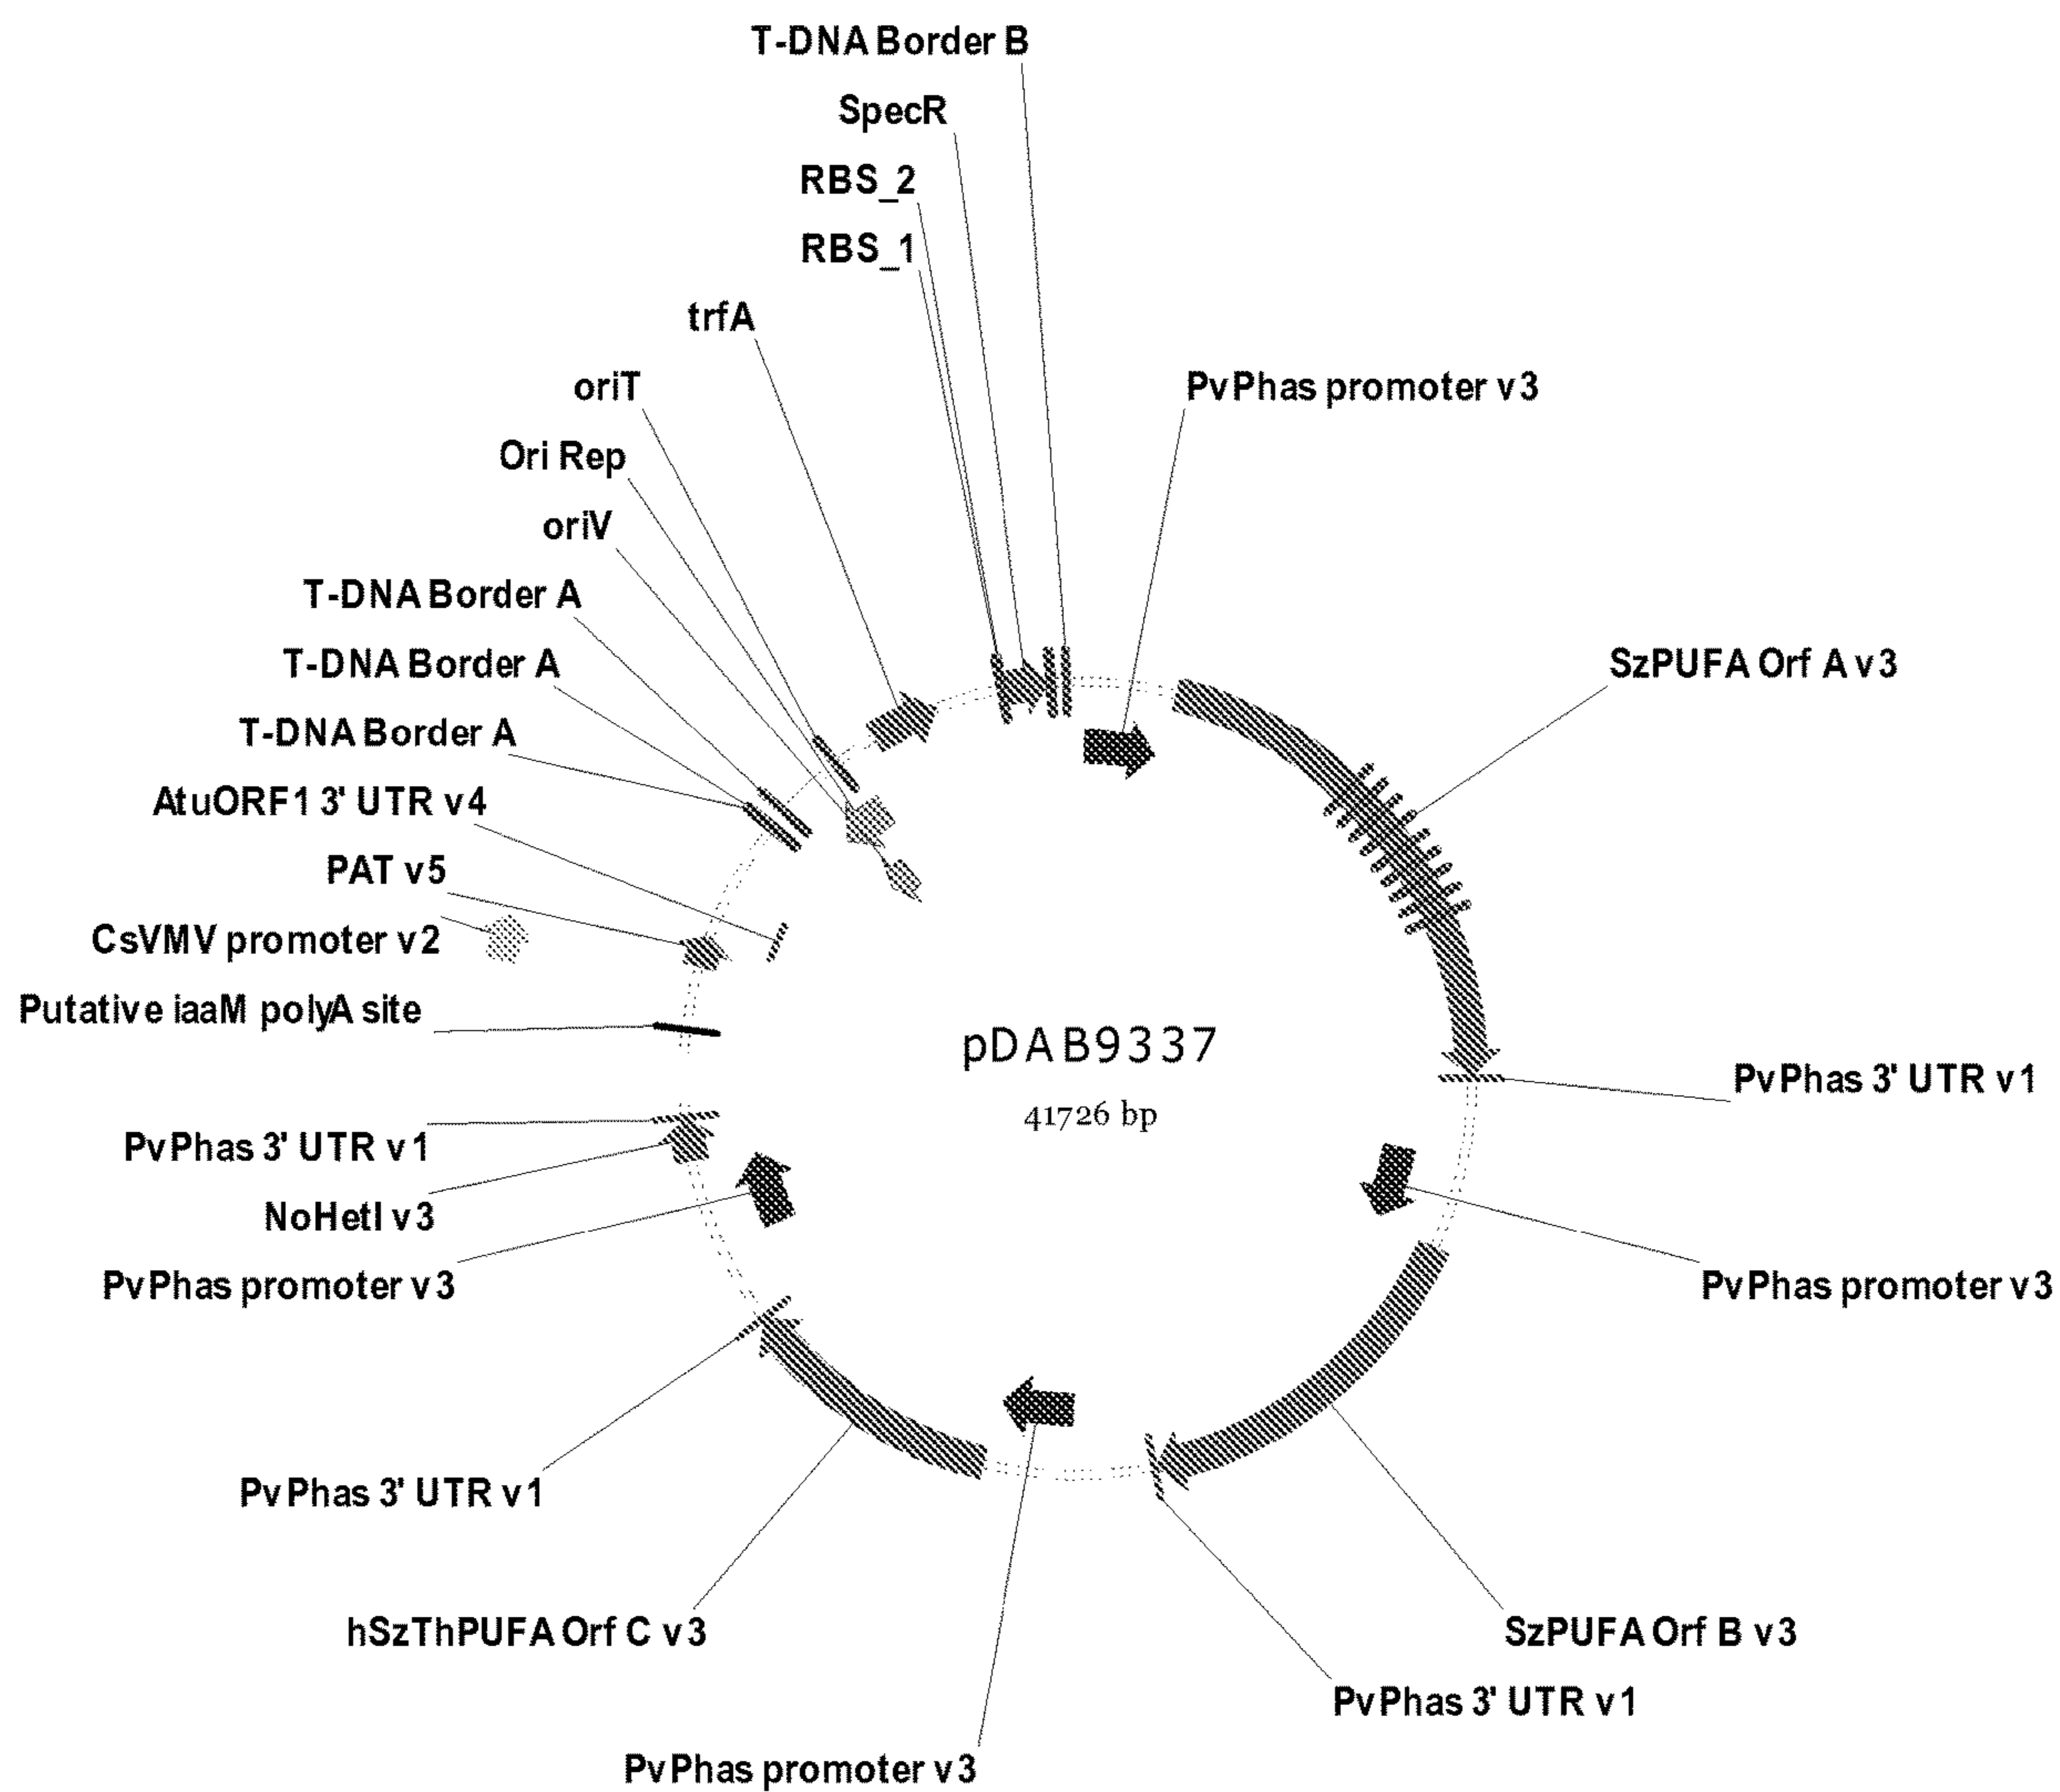 T-DNA Border B
SpecR
RBS_2
RBS_1
trfA
oriT
PvPhas promoter v3
Ori Rep
oriV
T-DNA Border A
T-DNA Border A
SzPUFA Orf A v3
T-DNA Border A
AtuORF1 3' UTR v4
PAT v5
CsVMV promoter v2
Putative iaaM polyA site
pDAB9337
41726 bp
PvPhas 3' UTR v1
PvPhas 3' UTR v1
NoHetI v3
PvPhas promoter v3
PvPhas promoter v3
PvPhas 3' UTR v1
hSzThPUFA Orf C v3
SzPUFA Orf B v3
PvPhas 3' UTR v1
PvPhas promoter v3